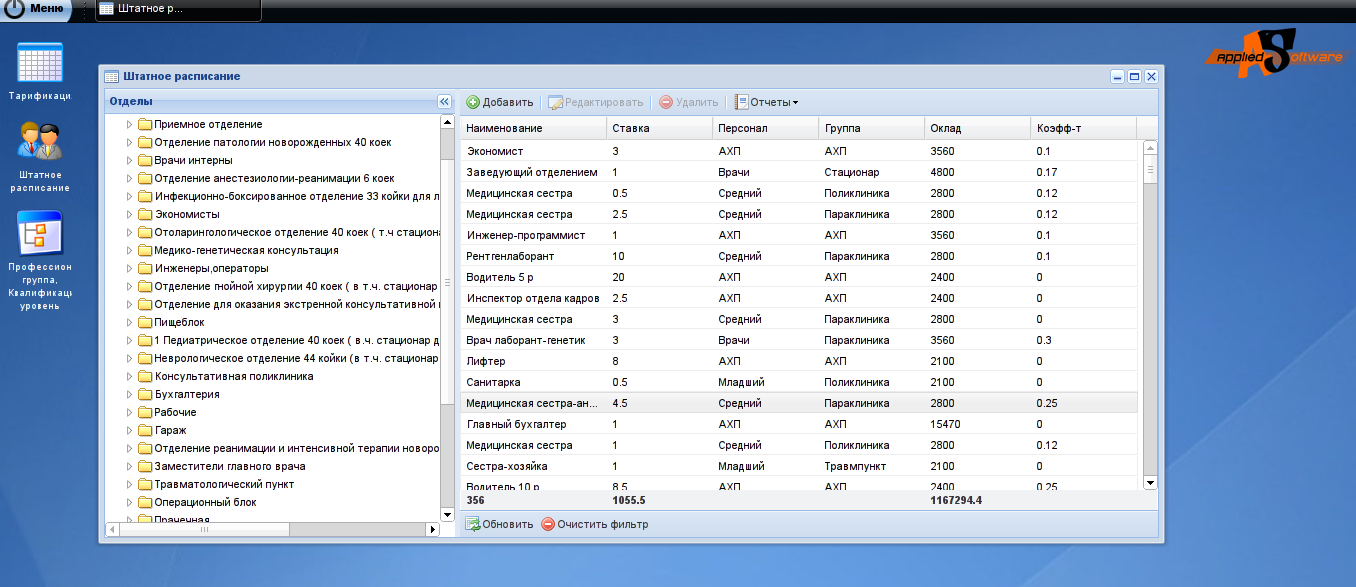 Меню
Штатное р...
Тарификаци
Штатное
расписание
Профессион
группа,
Квалификаци
уровень
Applied Software
Штатное расписание
Отделы
Приемное отделение
Отделение патологии новорожденных 40 коек
Врачи интерны
Отделение анестезиологии-реанимации 6 коек
Инфекционно-боксированное отделение 33 койки для л
Экономисты
Отоларингологическое отделение 40 коек ( т.ч стациона
Медико-генетическая консультация
Инженеры,операторы
Отделение гнойной хирургии 40 коек ( в т.ч. стационар
Отделение для оказания экстренной консультативной
Пищеблок
1 Педиатрическое отделение 40 коек ( в.ч. стационар д
Неврологическое отделение 44 койки (в т.ч. стационар
Консультативная поликлиника
Бухгалтерия
Рабочие
Гараж
Отделение реанимации и интенсивной терапии новоро
Заместители главного врача
Травматологический пункт
Операционный блок
Прачечная
Добавить Редактировать Удалить Отчеты
Наименование Ставка Персонал Группа Оклад Коэфф-т
Экономист 3 АХП АХП 3560 0.1
Заведующий отделением 1 Врачи Стационар 4800 0.17
Медицинская сестра 0.5 Средний Поликлиника 2800 0.12
Медицинская сестра 2.5 Средний Параклиника 2800 0.12
Инженер-программист 1 АХП АХП 3560 0.1
Рентгенлаборант 10 Средний Параклиника 2800 0.1
Водитель 5 р 20 АХП АХП 2400 0
Инспектор отдела кадров 2.5 АХП АХП 2400 0
Медицинская сестра 3 Средний Параклиника 2800 0
Врач лаборант-генетик 3 Врачи Параклиника 3560 0.3
Лифтер 8 АХП АХП 2100 0
Санитарка 0.5 Младший Поликлиника 2100 0
Медицинская сестра-ан... 4.5 Средний Параклиника 2800 0.25
Главный бухгалтер 1 АХП АХП 15470 0
Медицинская сестра 1 Средний Поликлиника 2800 0.12
Сестра-хозяйка 1 Младший Травмпункт 2100 0
Водитель 10 р 8.5 АХП АХП 2400 0.25
356 1055.5 1167294.4
Обновить Очистить фильтр